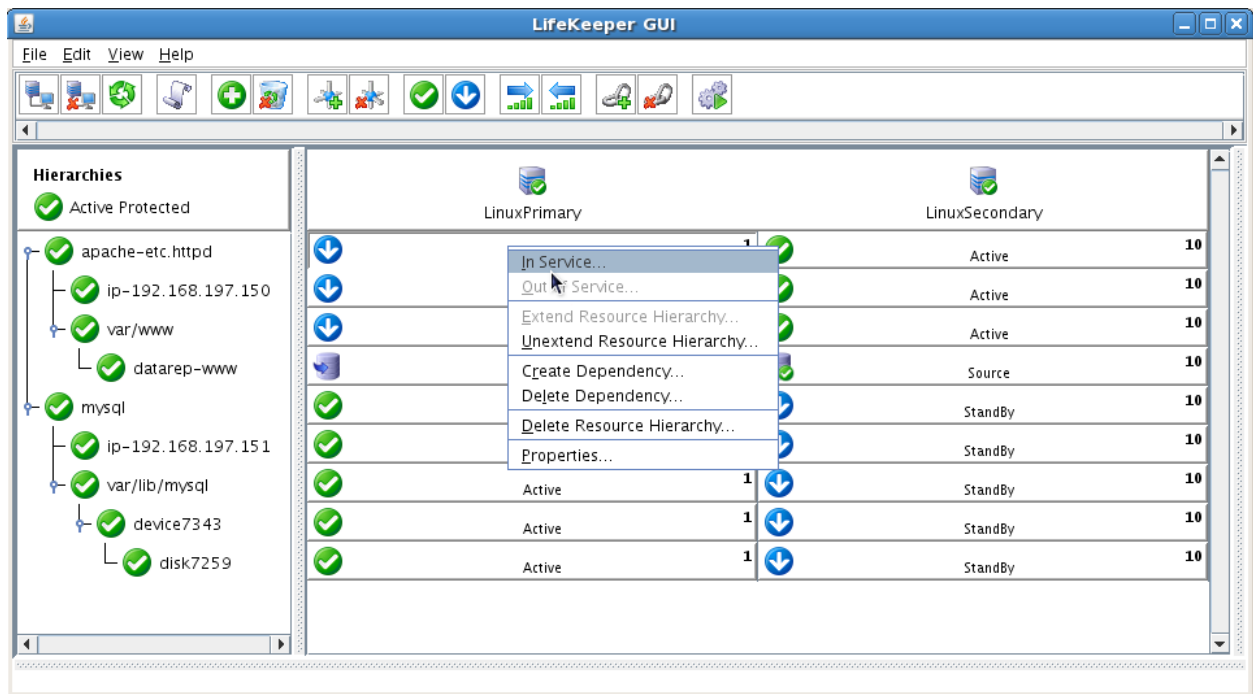 LifeKeeper GUI
File Edit View Help
Hierarchies
Active Protected
LinuxPrimary
LinuxSecondary
apache-etc.httpd
1
Active
10
ip-192.168.197.150
Active
10
var/www
Active
10
datarep-www
Source
10
mysql
StandBy
10
ip-192.168.197.151
StandBy
10
var/lib/mysql
Active
1
StandBy
10
device7343
Active
1
StandBy
10
disk7259
Active
1
StandBy
10
In Service...
Out of Service...
Extend Resource Hierarchy...
Unextend Resource Hierarchy...
Create Dependency...
Delete Dependency...
Delete Resource Hierarchy...
Properties...